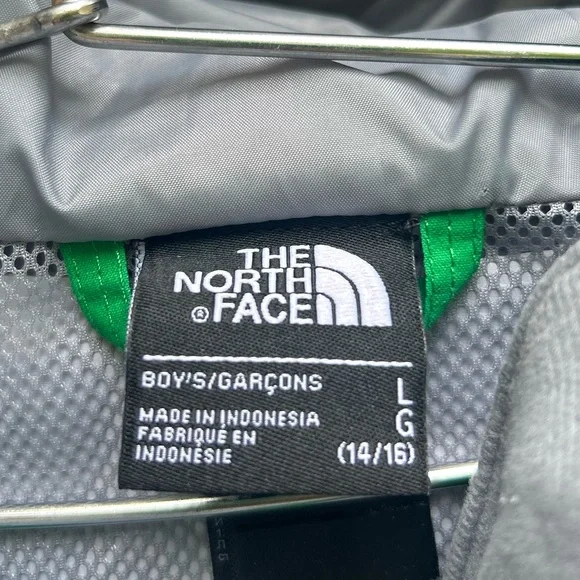 THE
NORTH
® FACE
BOY'S/GARÇONS L
MADE IN INDONESIA G
FABRIQUÉ EN
INDONÉSIE (14/16)